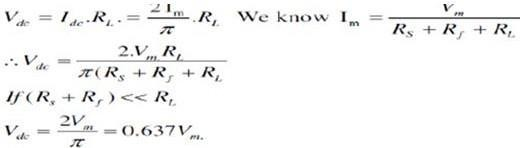 V_dc = I_dc.R_L. = 2 I_m / π .R_L We know I_m = V_m / R_S + R_f + R_L
∴ V_dc = 2.V_m R_L / π(R_S + R_f + R_L
If (R_s + R_f) << R_L
V_dc = 2V_m / π = 0.637V_m.